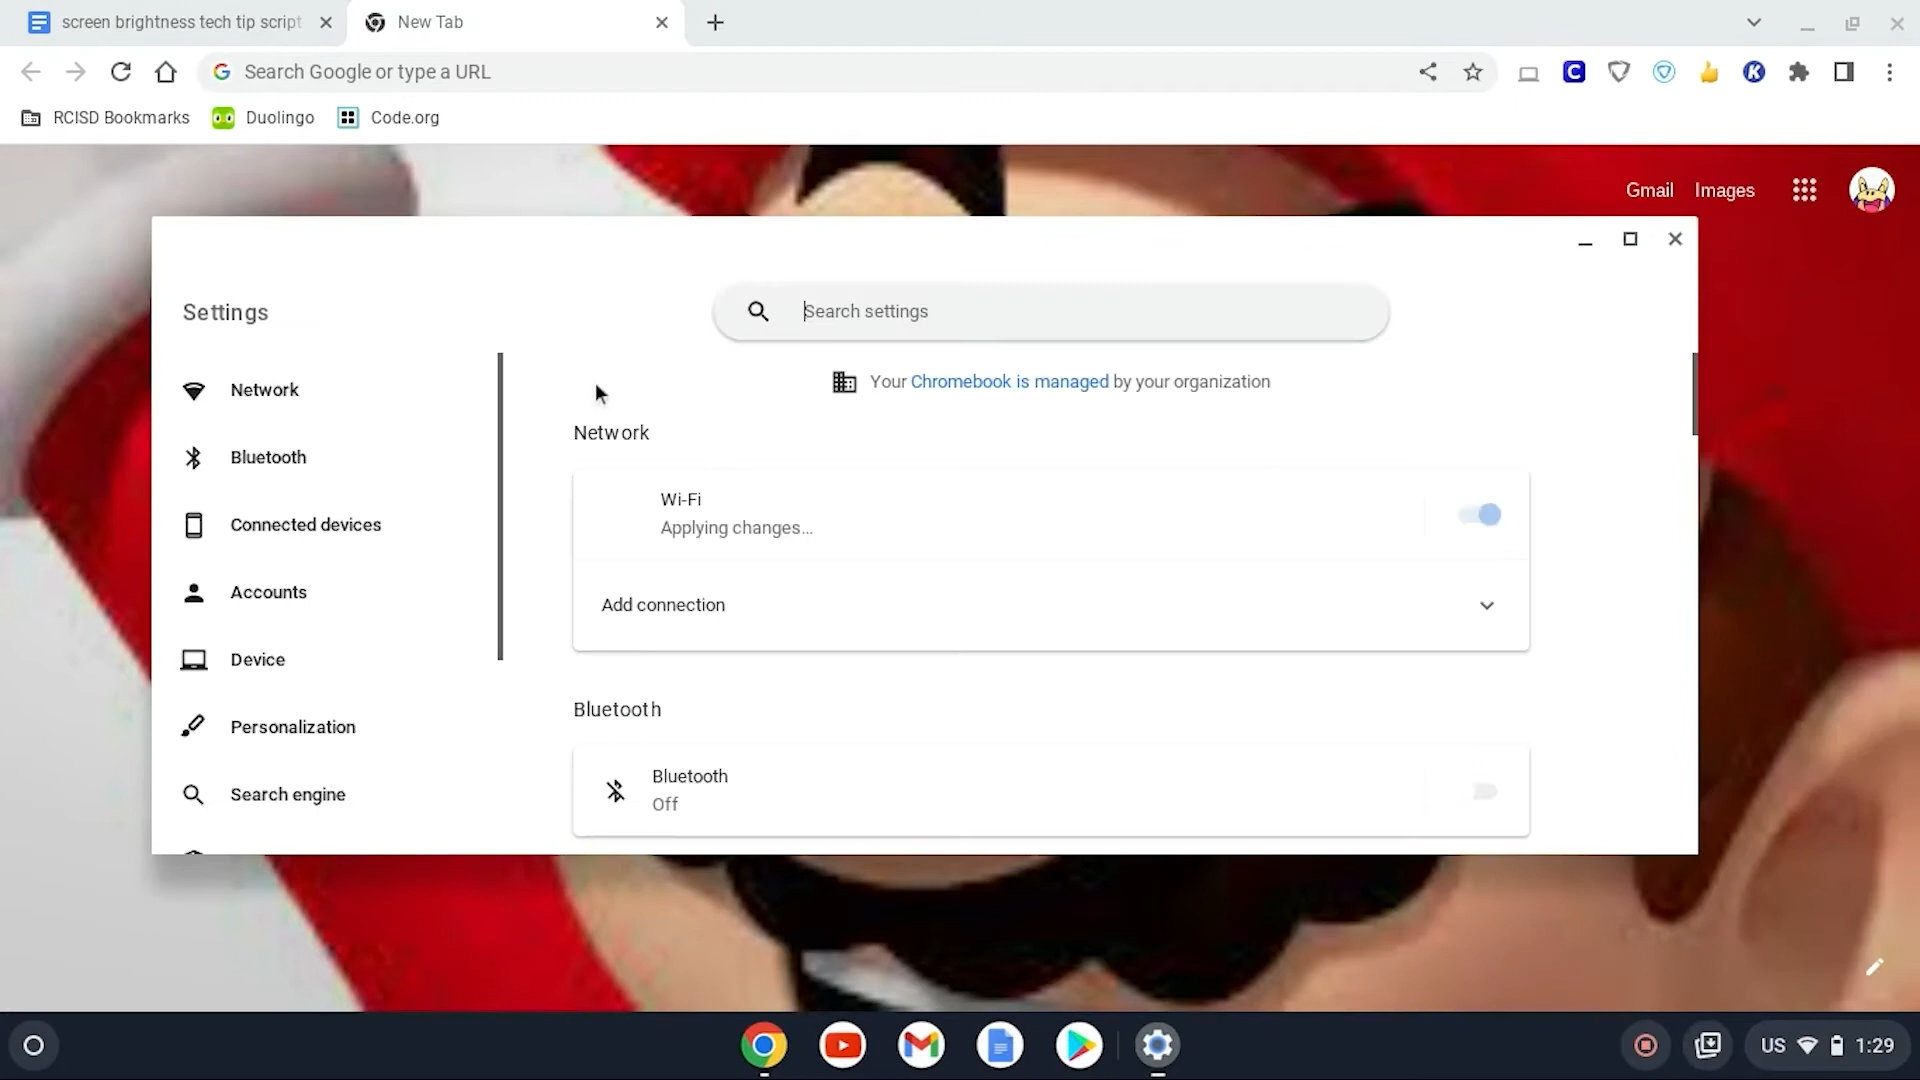 screen brightness tech tip script
New Tab
Search Google or type a URL
RCISD Bookmarks
Duolingo
Code.org
Gmail
Images
Settings
Search settings
Your Chromebook is managed by your organization
Network
Bluetooth
Connected devices
Accounts
Device
Personalization
Search engine
Network
Wi-Fi
Applying changes...
Add connection
Bluetooth
Bluetooth
Off
US
1:29